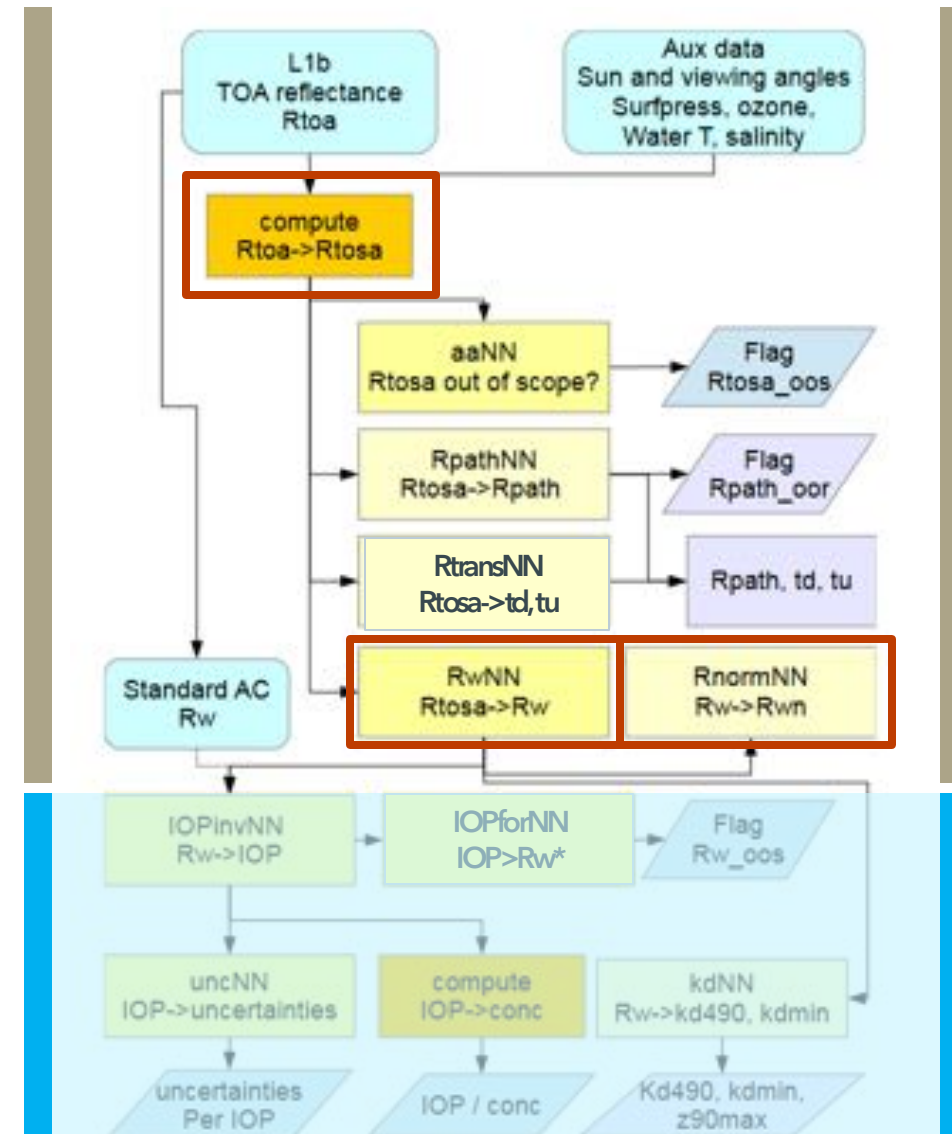 L1b
TOA reflectance
Rtoa
Aux data
Sun and viewing angles
Surfpress, ozone,
Water T, salinity
compute
Rtoa->Rtosa
aaNN
Rtosa out of scope?
Flag
Rtosa_oos
RpathNN
Rtosa->Rpath
Flag
Rpath_oor
RtransNN
Rtosa->td, tu
Rpath, td, tu
Standard AC
Rw
RwNN
Rtosa->Rw
RnormNN
Rw->Rwn
IOPinvNN
Rw->IOP
IOPforNN
IOP>Rw*
Flag
Rw_oos
uncNN
IOP->uncertainties
compute
IOP->conc
kdNN
Rw->kd490, kdmin
uncertainties
Per IOP
IOP / conc
Kd490, kdmin,
z90max